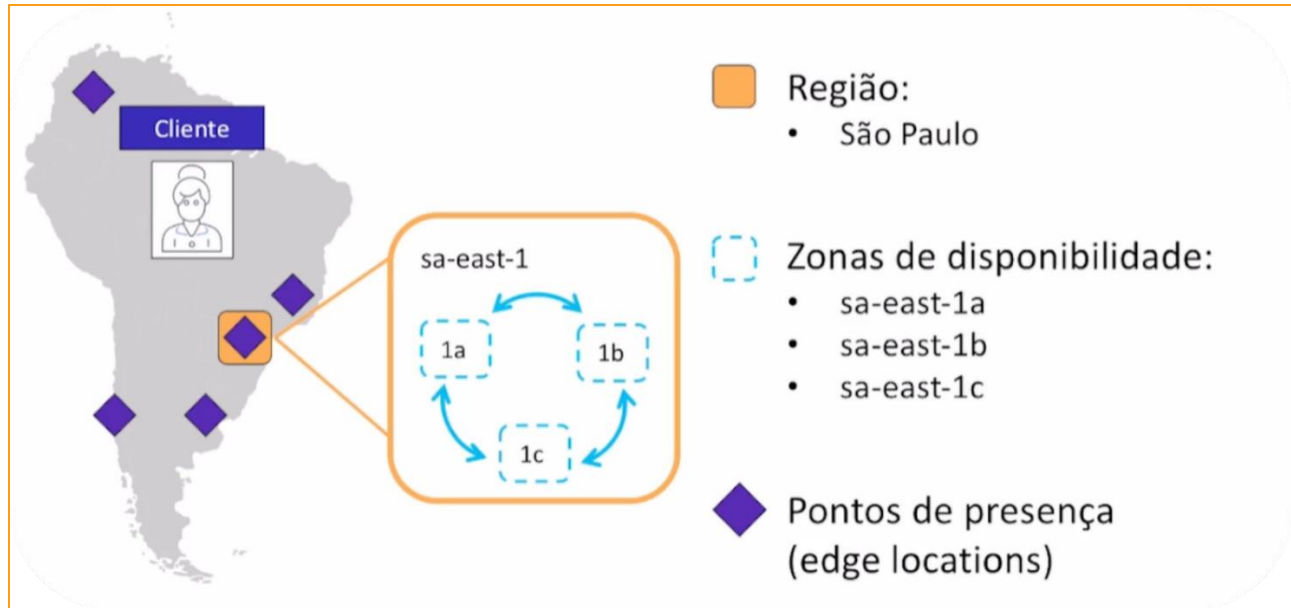 Cliente
sa-east-1
1a
1b
1c
Região:
• São Paulo
Zonas de disponibilidade:
• sa-east-1a
• sa-east-1b
• sa-east-1c
Pontos de presença
(edge locations)